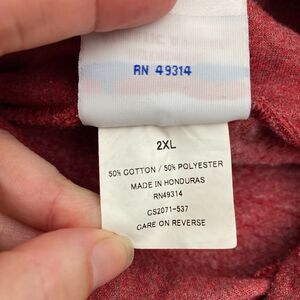 RN 49314
2XL
50% COTTON / 50% POLYESTER
MADE IN HONDURAS
RN49314
CS2071-537
CARE ON REVERSE